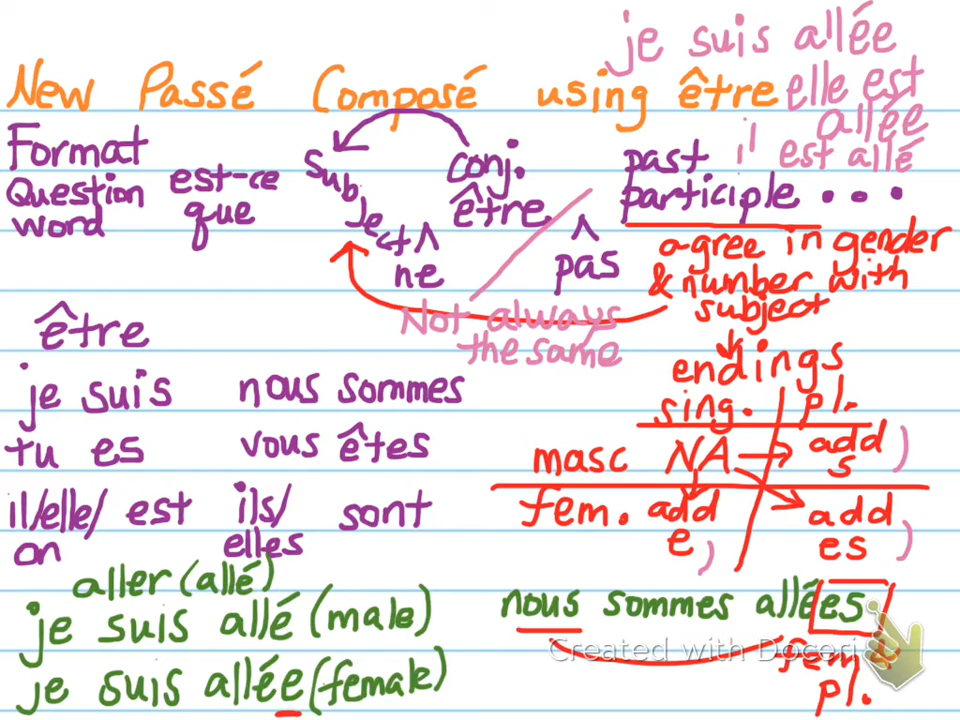 je suis allée
New Passé Composé using être elle est
allée
il est allé
Format
Question word est-ce que subject conj. être past participle ...
^ ne ^ pas
agree in gender
& number with
subject
Not always
the same
endings
sing. pl.
masc NA → add s
fem. add e, add es
être
je suis nous sommes
tu es vous êtes
il/elle/on est ils/elles sont
aller (allé)
je suis allé (male)
je suis allée (female)
nous sommes allées
fem.
pl.
Created with Doceri